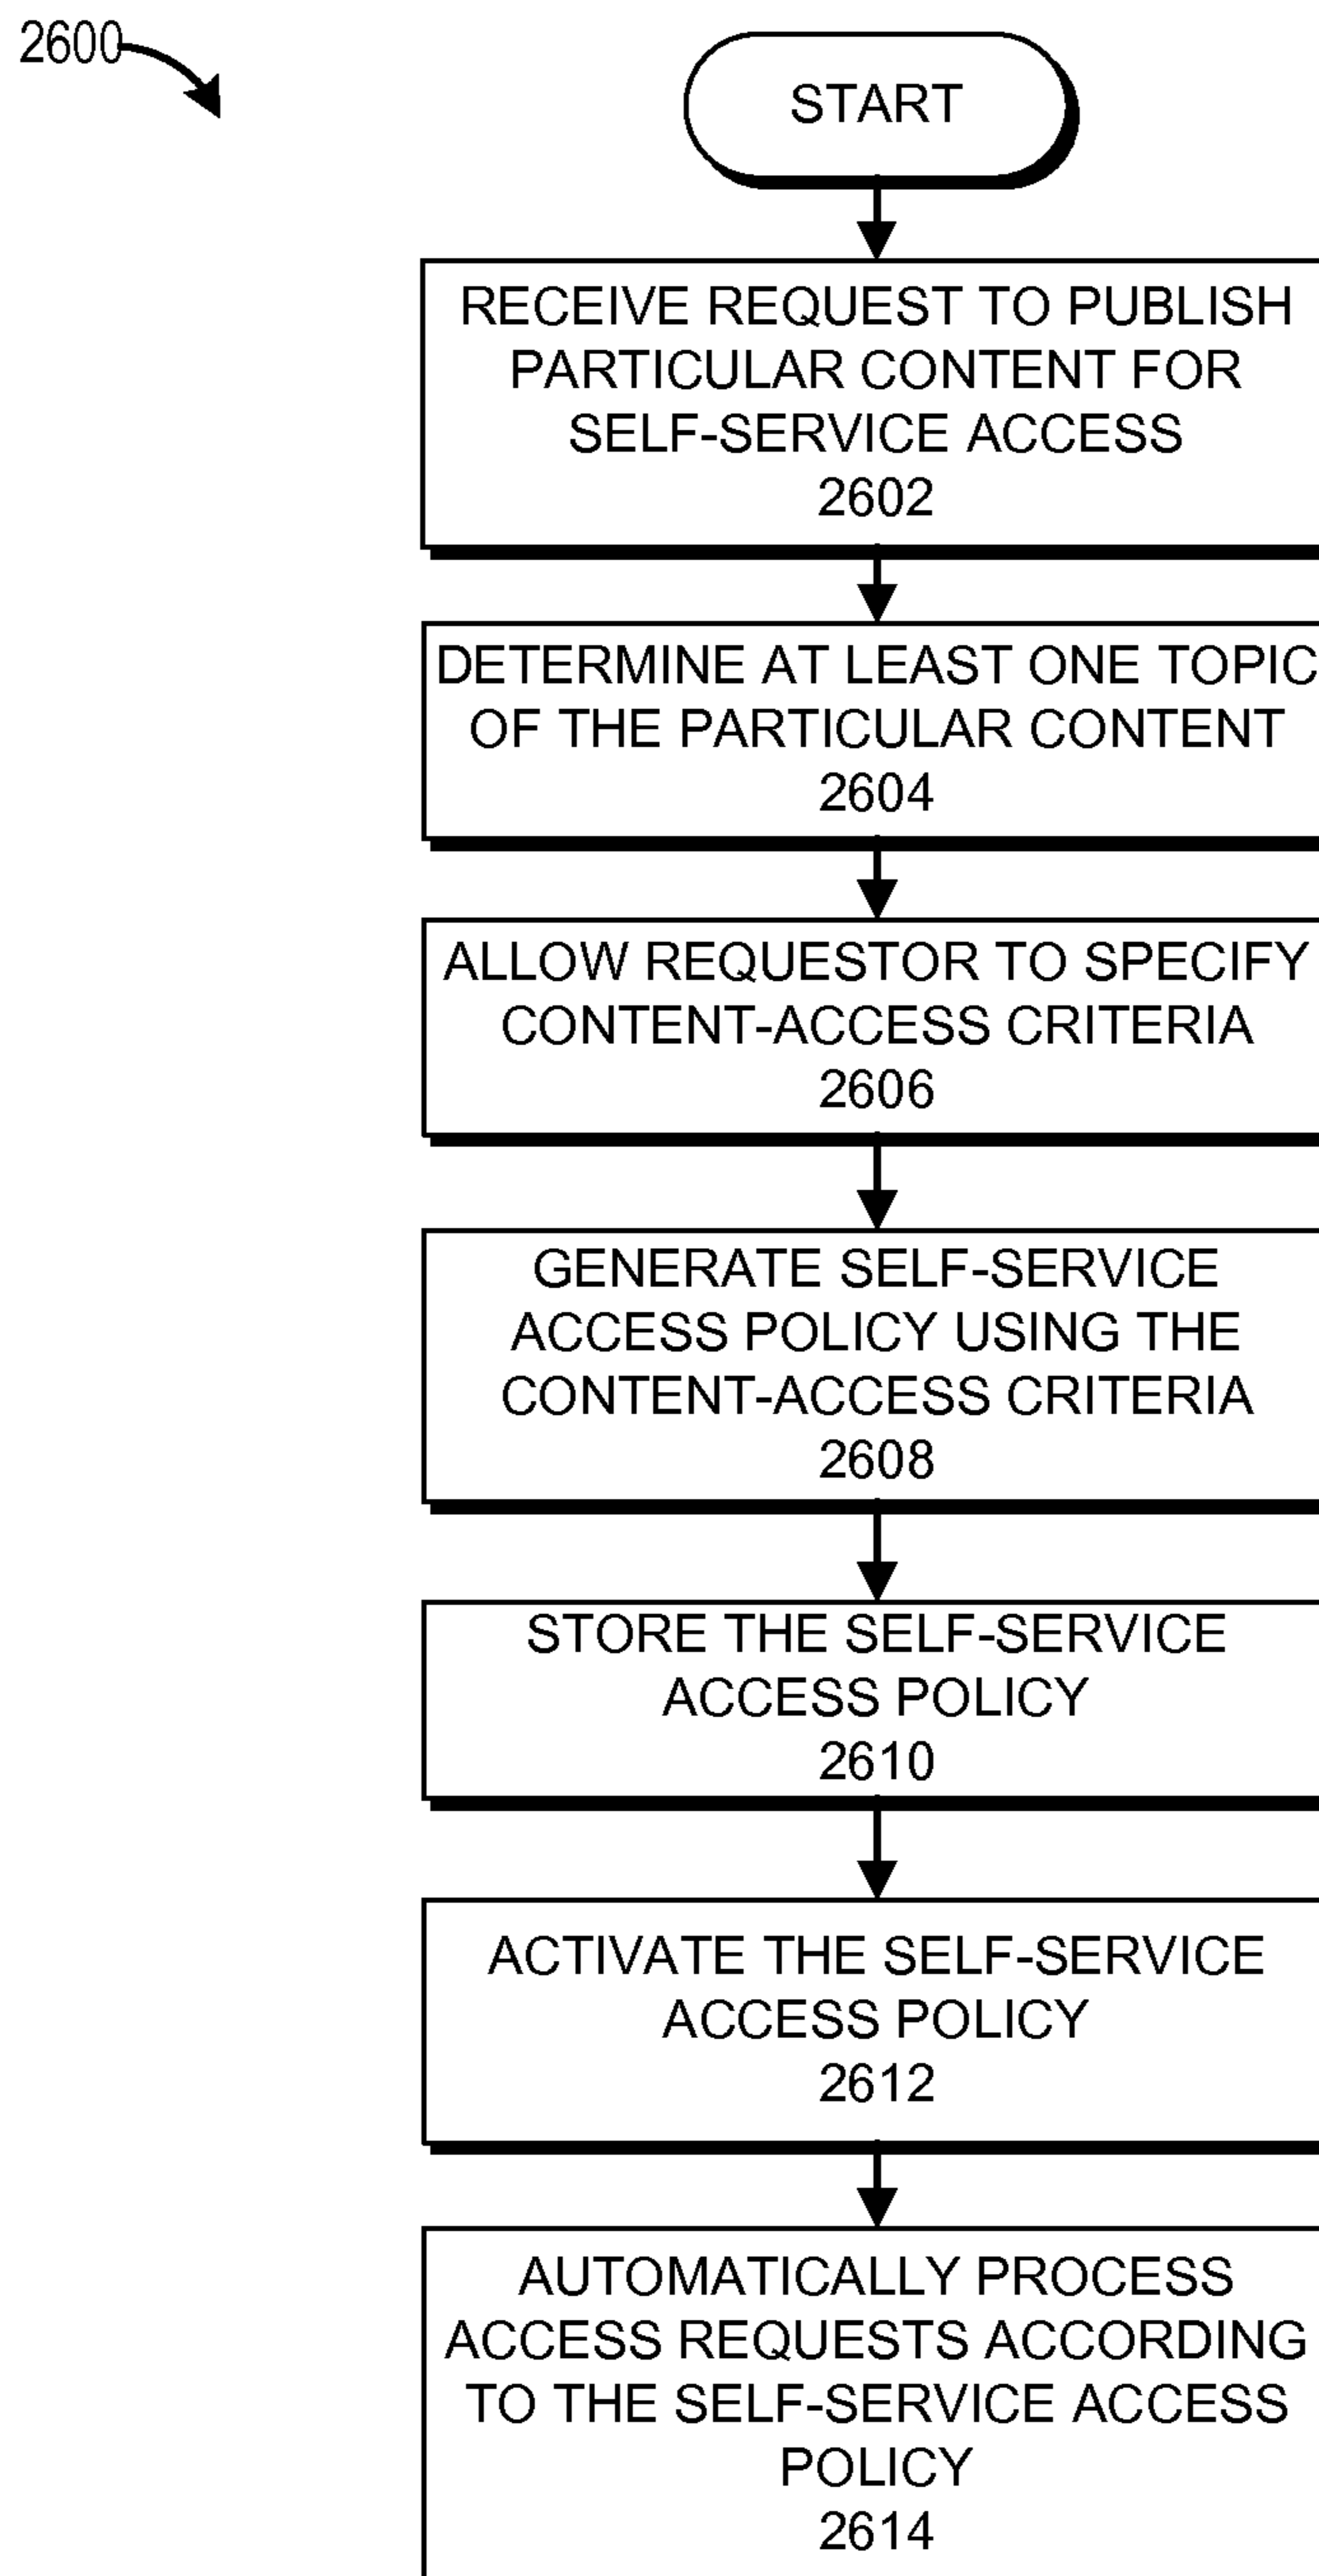 2600
START
RECEIVE REQUEST TO PUBLISH
PARTICULAR CONTENT FOR
SELF-SERVICE ACCESS
2602
DETERMINE AT LEAST ONE TOPIC
OF THE PARTICULAR CONTENT
2604
ALLOW REQUESTOR TO SPECIFY
CONTENT-ACCESS CRITERIA
2606
GENERATE SELF-SERVICE
ACCESS POLICY USING THE
CONTENT-ACCESS CRITERIA
2608
STORE THE SELF-SERVICE
ACCESS POLICY
2610
ACTIVATE THE SELF-SERVICE
ACCESS POLICY
2612
AUTOMATICALLY PROCESS
ACCESS REQUESTS ACCORDING
TO THE SELF-SERVICE ACCESS
POLICY
2614